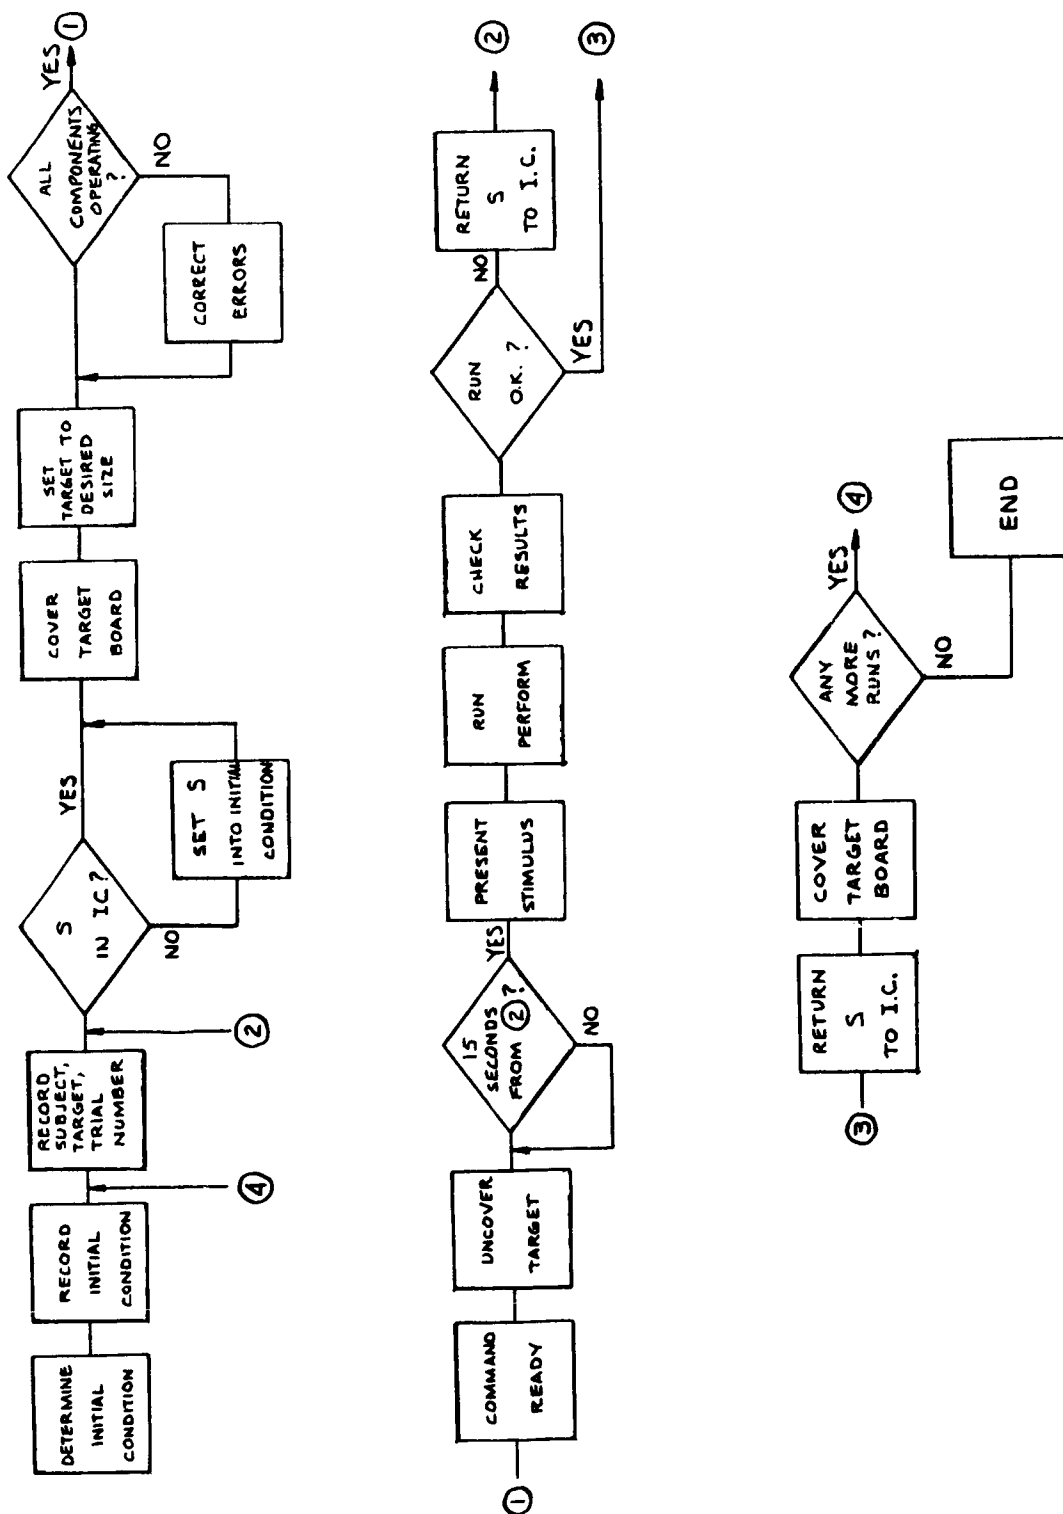 DETERMINE
INITIAL
CONDITION
RECORD
INITIAL
CONDITION
4
RECORD
SUBJECT,
TARGET,
TRIAL
NUMBER
2
S
IN IC?
YES
NO
SET S
INTO INITIAL
CONDITION
COVER
TARGET
BOARD
SET
TARGET TO
DESIRED
SIZE
ALL
COMPONENTS
OPERATING
?
YES
1
NO
CORRECT
ERRORS
1
COMMAND
READY
UNCOVER
TARGET
15
SECONDS
FROM 2?
YES
NO
PRESENT
STIMULUS
RUN
PERFORM
CHECK
RESULTS
RUN
O.K.?
NO
YES
RETURN
S
TO I.C.
2
3
3
RETURN
S
TO I.C.
COVER
TARGET
BOARD
ANY
MORE
RUNS?
YES
4
NO
END